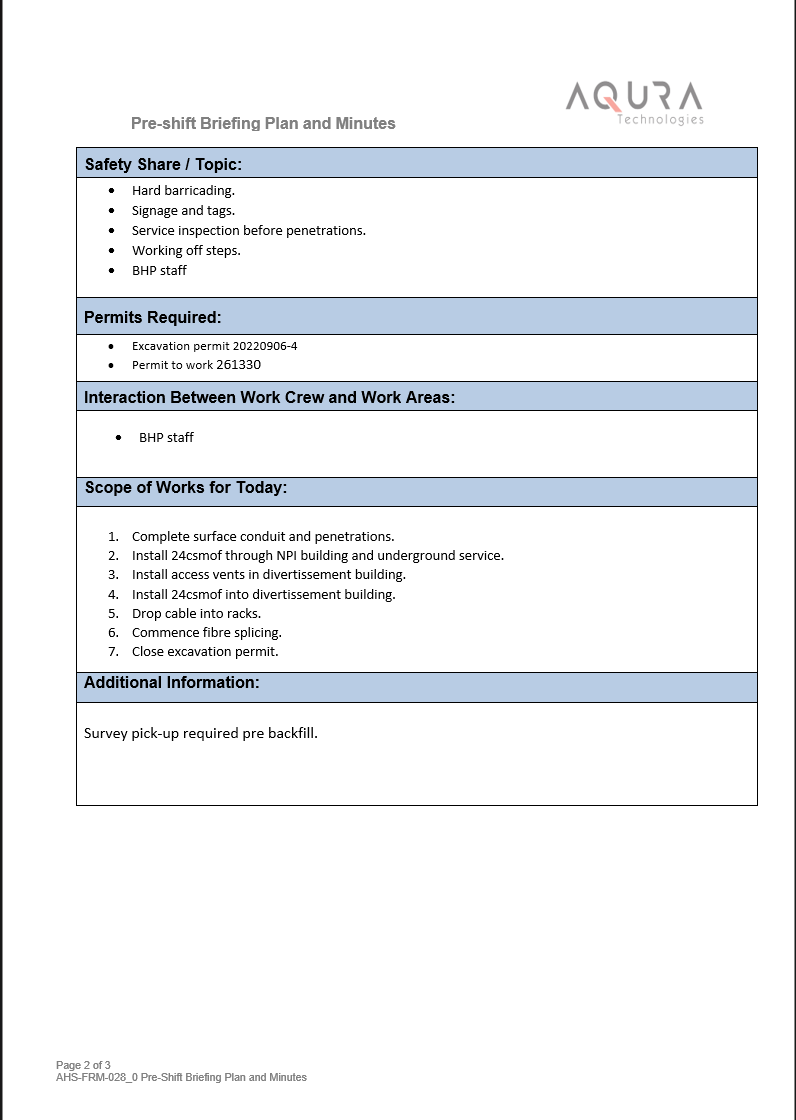 AQURA
Technologies
Pre-shift Briefing Plan and Minutes
Safety Share / Topic:
• Hard barricading.
• Signage and tags.
• Service inspection before penetrations.
• Working off steps.
• BHP staff
Permits Required:
• Excavation permit 20220906-4
• Permit to work 261330
Interaction Between Work Crew and Work Areas:
• BHP staff
Scope of Works for Today:
1. Complete surface conduit and penetrations.
2. Install 24csmof through NPI building and underground service.
3. Install access vents in divertissement building.
4. Install 24csmof into divertissement building.
5. Drop cable into racks.
6. Commence fibre splicing.
7. Close excavation permit.
Additional Information:
Survey pick-up required pre backfill.
Page 2 of 3
AHS-FRM-028_0 Pre-Shift Briefing Plan and Minutes